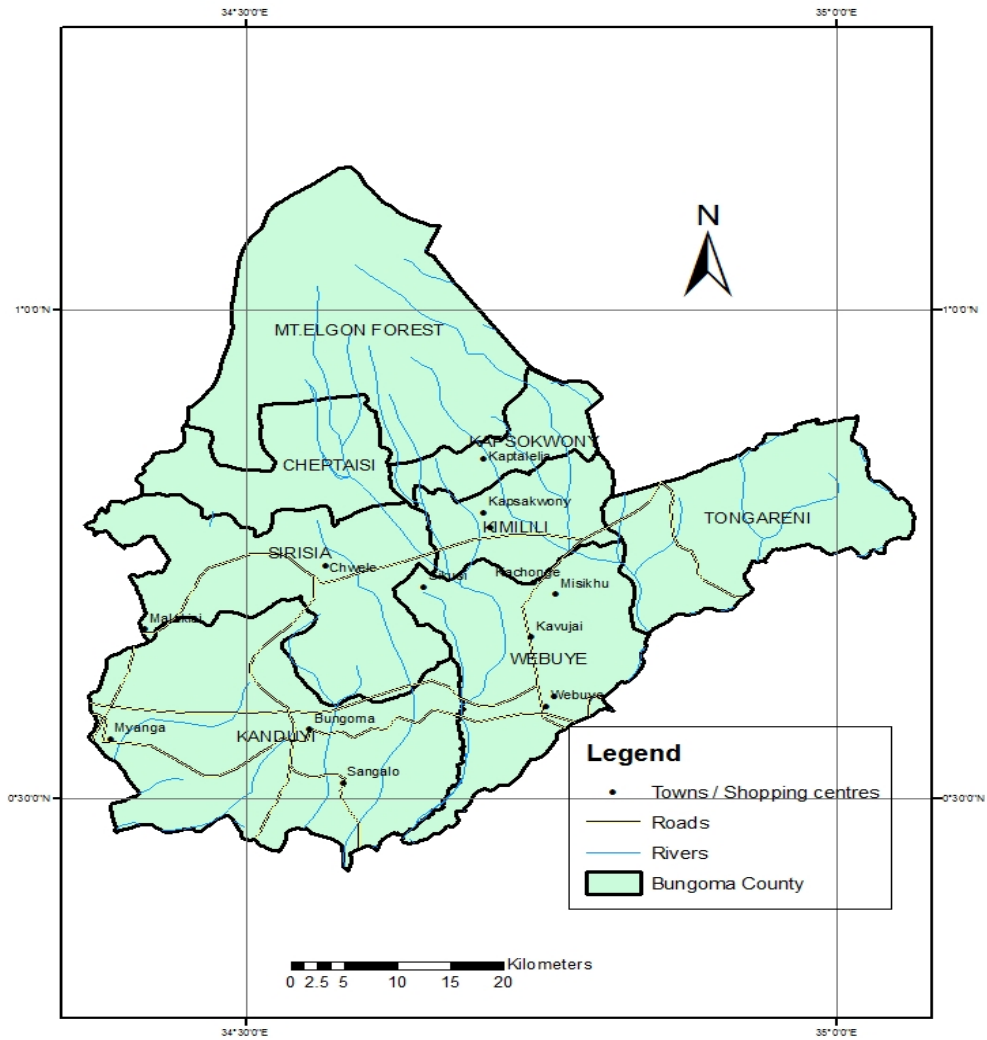 34°30'0"E 35°0'0"E
N
1°0'0"N 1°0'0"N
MT.ELGON FOREST
KAPSOKWONY
Kaptalelia
CHEPTAISI
Kapsakwony
KIMILILI
TONGARENI
SIRISIA
Chwele
Sikusi
Kachonge
Misikhu
Malakisi
Kavujai
WEBUYE
Webuye
Bungoma
Myanga
KANDUYI
Sangalo
0°30'0"N 0°30'0"N
Legend
Towns / Shopping centres
Roads
Rivers
Bungoma County
Kilometers
0 2.5 5 10 15 20
34°30'0"E 35°0'0"E